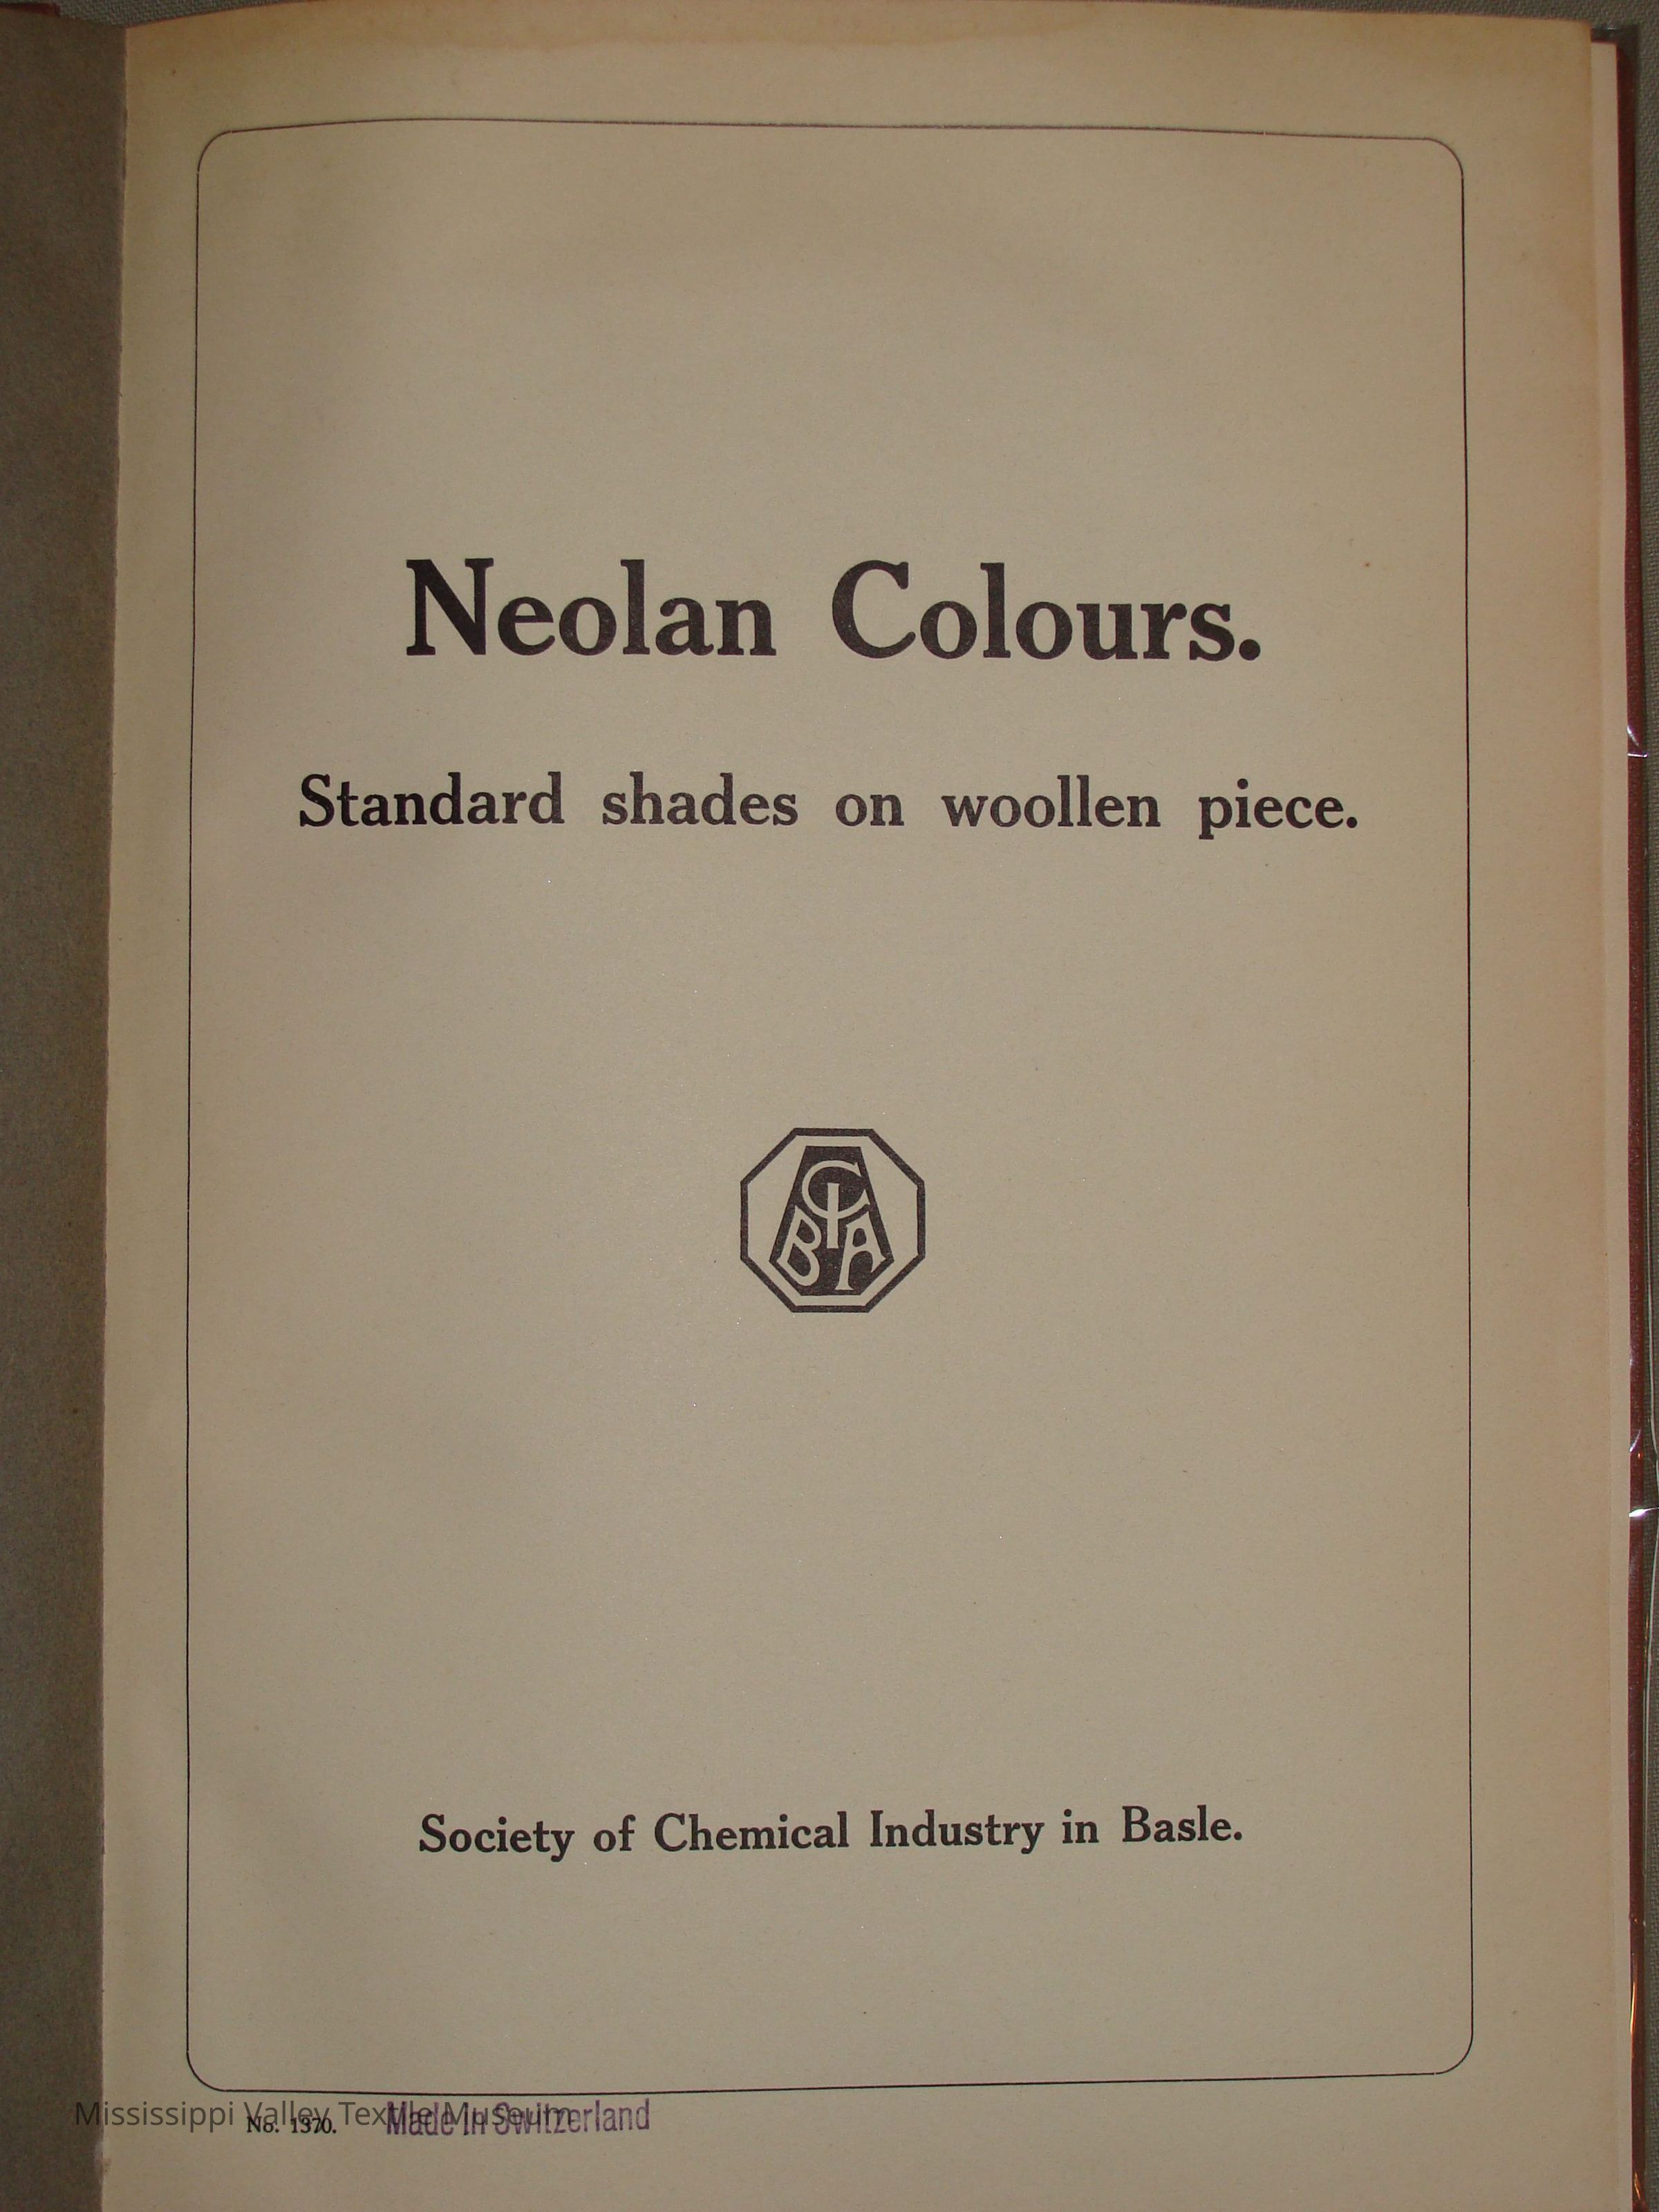 Neolan Colours.
Standard shades on woollen piece.
CIBA
Society of Chemical Industry in Basle.
No. 1370.
Made in Switzerland
Mississippi Valley Textile Museum